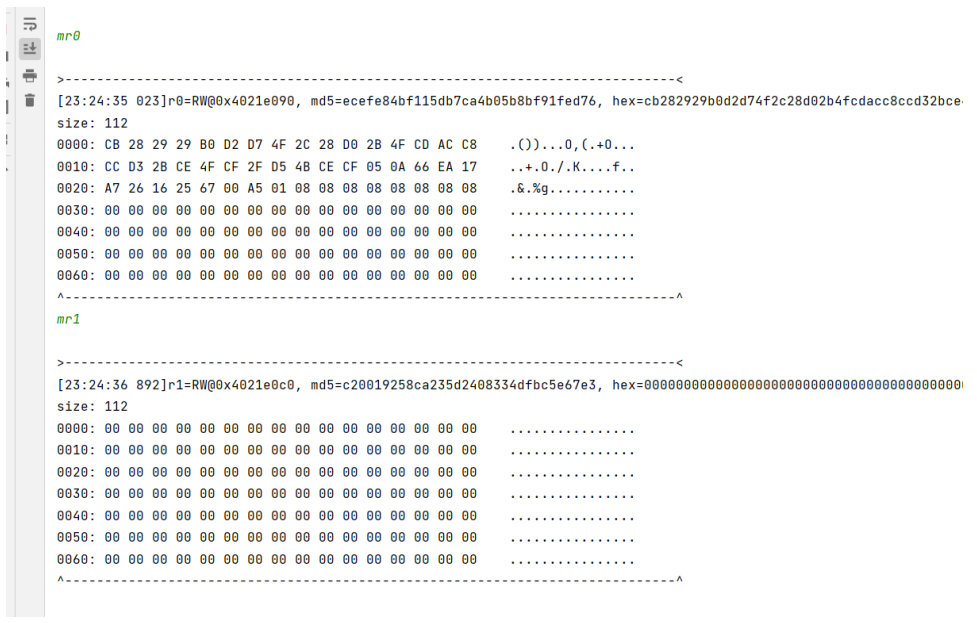 mr0
>-----------------------------------------------------------------------------<
[23:24:35 023]r0=RW@0x4021e090, md5=ecefe84bf115db7ca4b05b8bf91fed76, hex=cb282929b0d2d74f2c28d02b4fcdacc8ccd32bce
size: 112
0000: CB 28 29 29 B0 D2 D7 4F 2C 28 D0 2B 4F CD AC C8    .())...O,(.+O...
0010: CC D3 2B CE 4F CF 2F D5 4B CE CF 05 0A 66 EA 17    ..+.O./.K....f..
0020: A7 26 16 25 67 00 A5 01 08 08 08 08 08 08 08 08    .&.%g...........
0030: 00 00 00 00 00 00 00 00 00 00 00 00 00 00 00 00    ................
0040: 00 00 00 00 00 00 00 00 00 00 00 00 00 00 00 00    ................
0050: 00 00 00 00 00 00 00 00 00 00 00 00 00 00 00 00    ................
0060: 00 00 00 00 00 00 00 00 00 00 00 00 00 00 00 00    ................
^-----------------------------------------------------------------------------^
mr1
>-----------------------------------------------------------------------------<
[23:24:36 892]r1=RW@0x4021e0c0, md5=c20019258ca235d2408334dfbc5e67e3, hex=0000000000000000000000000000000000000000
size: 112
0000: 00 00 00 00 00 00 00 00 00 00 00 00 00 00 00 00    ................
0010: 00 00 00 00 00 00 00 00 00 00 00 00 00 00 00 00    ................
0020: 00 00 00 00 00 00 00 00 00 00 00 00 00 00 00 00    ................
0030: 00 00 00 00 00 00 00 00 00 00 00 00 00 00 00 00    ................
0040: 00 00 00 00 00 00 00 00 00 00 00 00 00 00 00 00    ................
0050: 00 00 00 00 00 00 00 00 00 00 00 00 00 00 00 00    ................
0060: 00 00 00 00 00 00 00 00 00 00 00 00 00 00 00 00    ................
^-----------------------------------------------------------------------------^